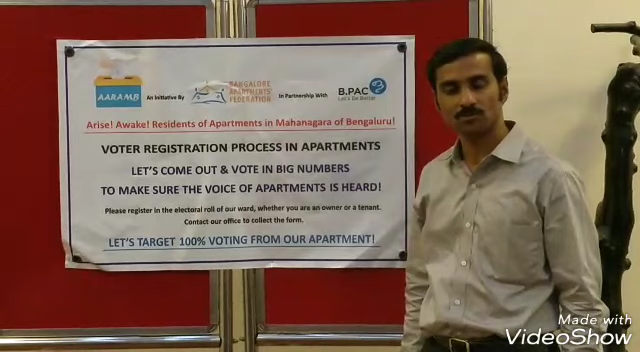 AARAMB
An Initiative By
BANGALORE
APARTMENTS'
FEDERATION
In Partnership With
B.PAC
Let's Be Better
Arise! Awake! Residents of Apartments in Mahanagara of Bengaluru!
VOTER REGISTRATION PROCESS IN APARTMENTS
LET'S COME OUT & VOTE IN BIG NUMBERS
TO MAKE SURE THE VOICE OF APARTMENTS IS HEARD!
Please register in the electoral roll of our ward, whether you are an owner or a tenant.
Contact our office to collect the form.
LET'S TARGET 100% VOTING FROM OUR APARTMENT!
Made with
VideoShow